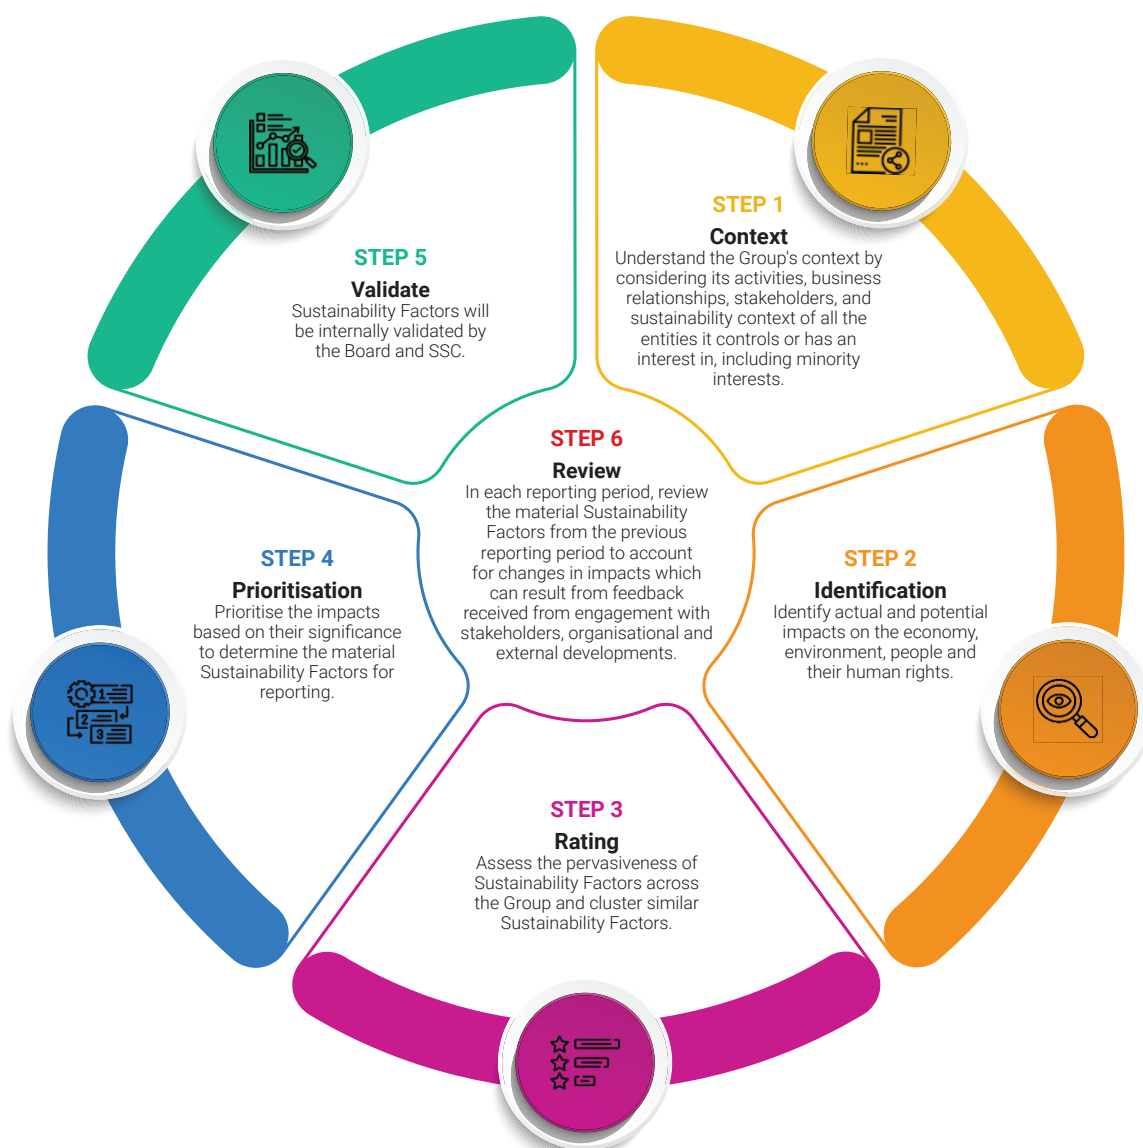 STEP 1
Context
Understand the Group's context by
considering its activities, business
relationships, stakeholders, and
sustainability context of all the
entities it controls or has an
interest in, including minority
interests.
STEP 2
Identification
Identify actual and potential
impacts on the economy,
environment, people and
their human rights.
STEP 3
Rating
Assess the pervasiveness of
Sustainability Factors across
the Group and cluster similar
Sustainability Factors.
STEP 4
Prioritisation
Prioritise the impacts
based on their significance
to determine the material
Sustainability Factors for
reporting.
1
2
3
STEP 5
Validate
Sustainability Factors will
be internally validated by
the Board and SSC.
STEP 6
Review
In each reporting period, review
the material Sustainability
Factors from the previous
reporting period to account
for changes in impacts which
can result from feedback
received from engagement with
stakeholders, organisational and
external developments.